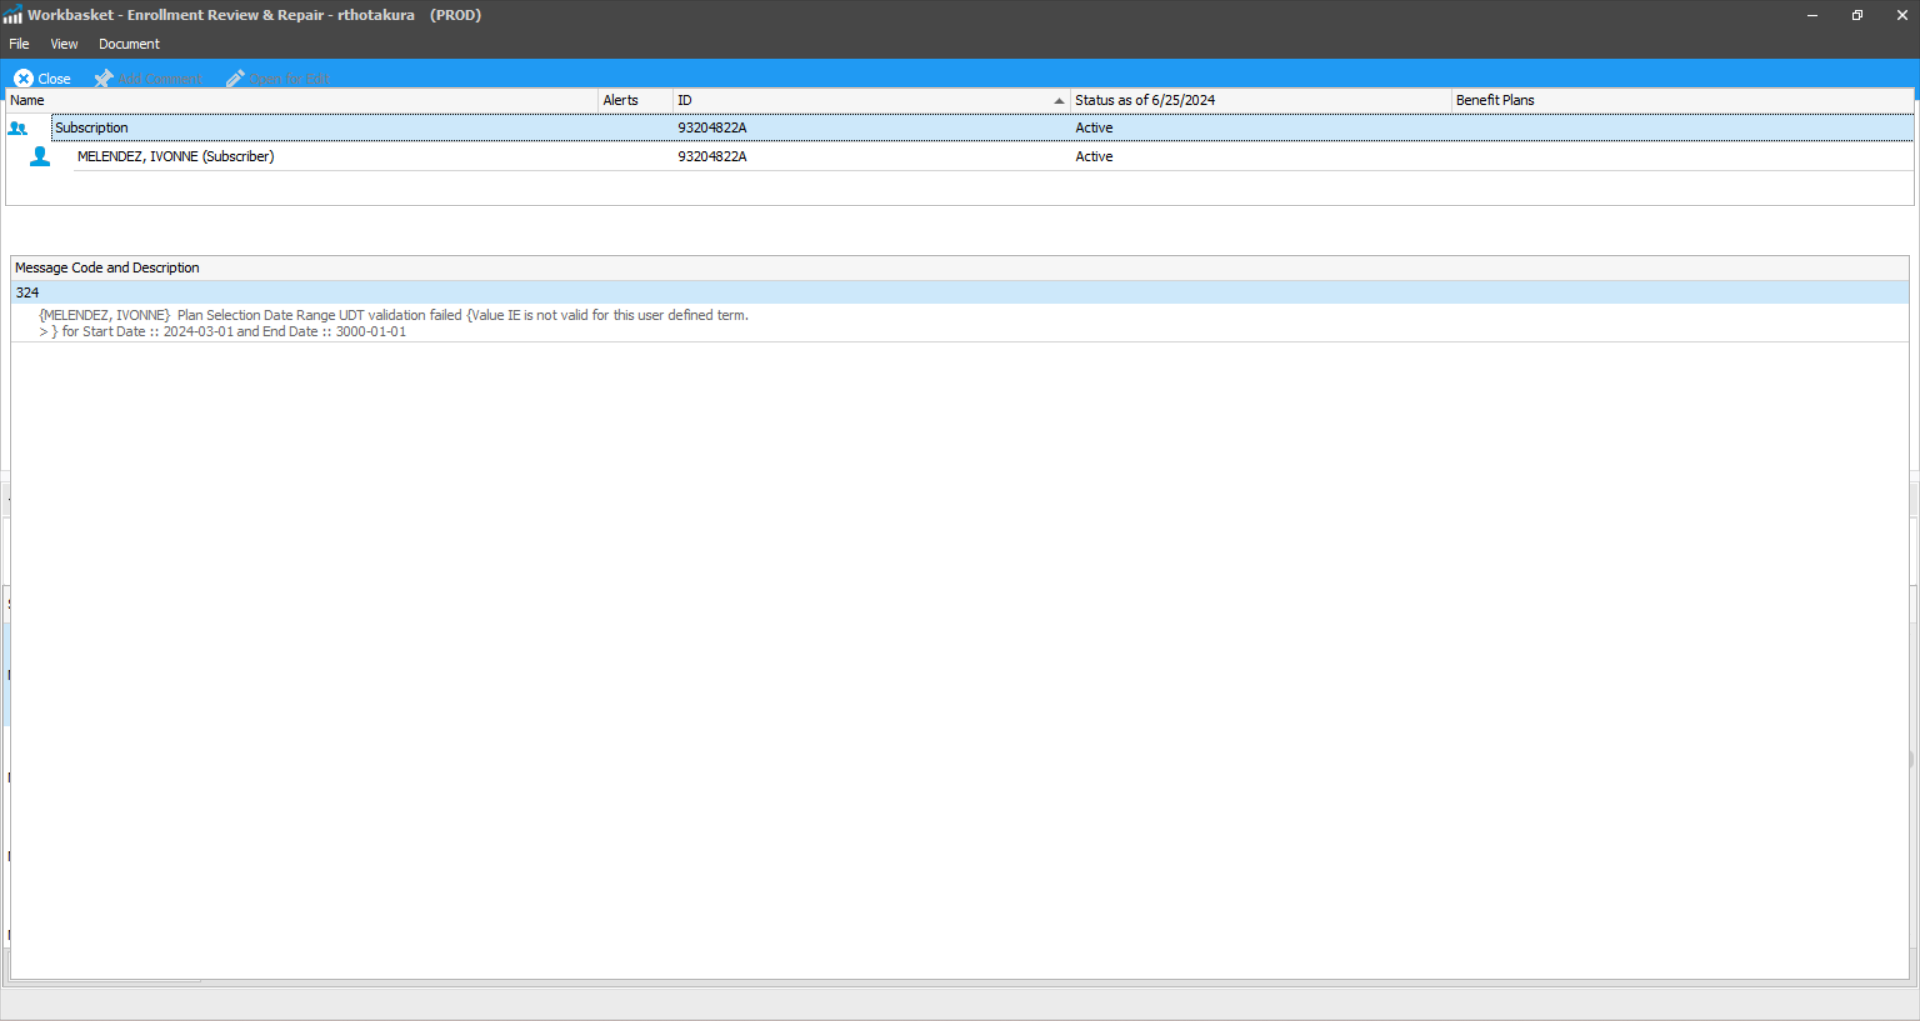 Workbasket - Enrollment Review & Repair - rthotakura (PROD)
File View Document
Close Add Comment Open for Edit
Name Alerts ID Status as of 6/25/2024 Benefit Plans
Subscription 93204822A Active
MELENDEZ, IVONNE (Subscriber) 93204822A Active
Message Code and Description
324
{MELENDEZ, IVONNE} Plan Selection Date Range UDT validation failed {Value IE is not valid for this user defined term.
> } for Start Date :: 2024-03-01 and End Date :: 3000-01-01